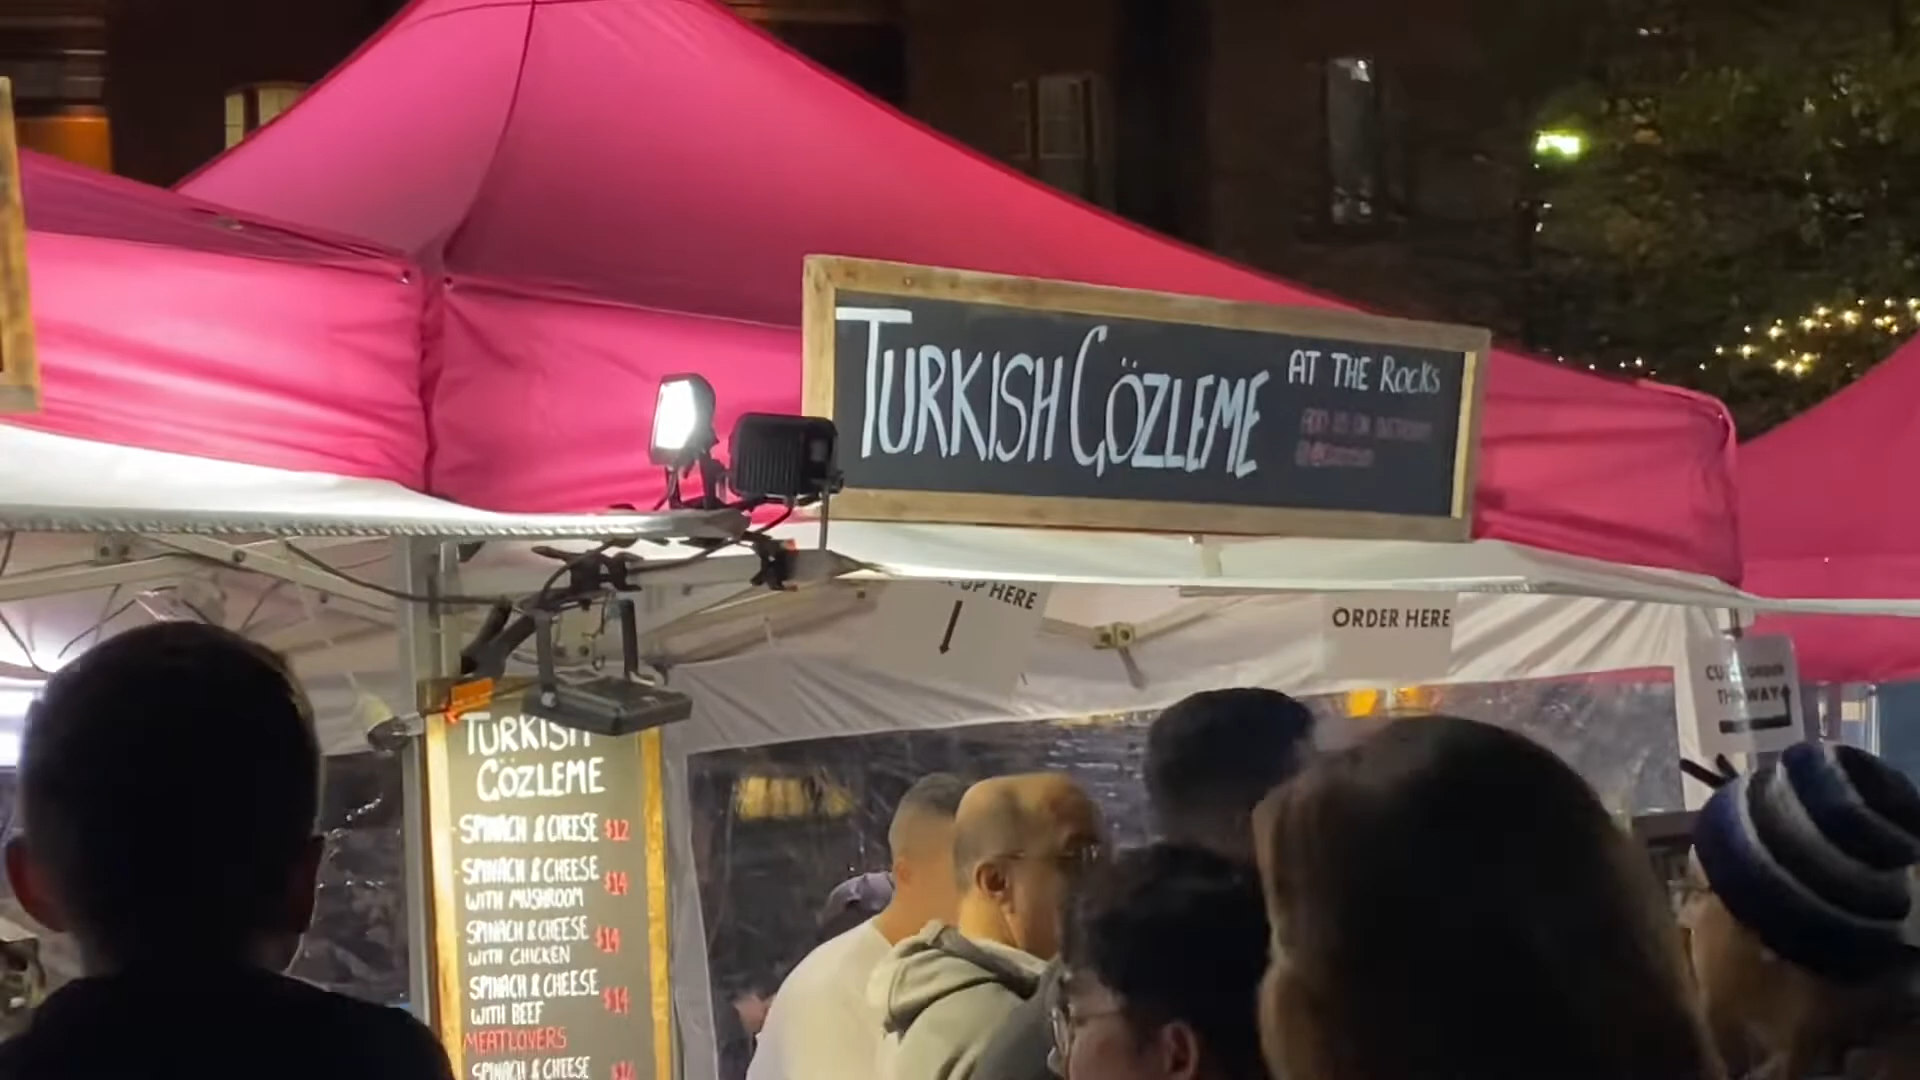 TURKISH GÖZLEME
AT THE ROCKS
UP HERE
ORDER HERE
TURKISH
GÖZLEME
SPINACH & CHEESE $12
SPINACH & CHEESE
WITH MUSHROOM $14
SPINACH & CHEESE
WITH CHICKEN $14
SPINACH & CHEESE
WITH BEEF $14
MEATLOVERS
SPINACH & CHEESE